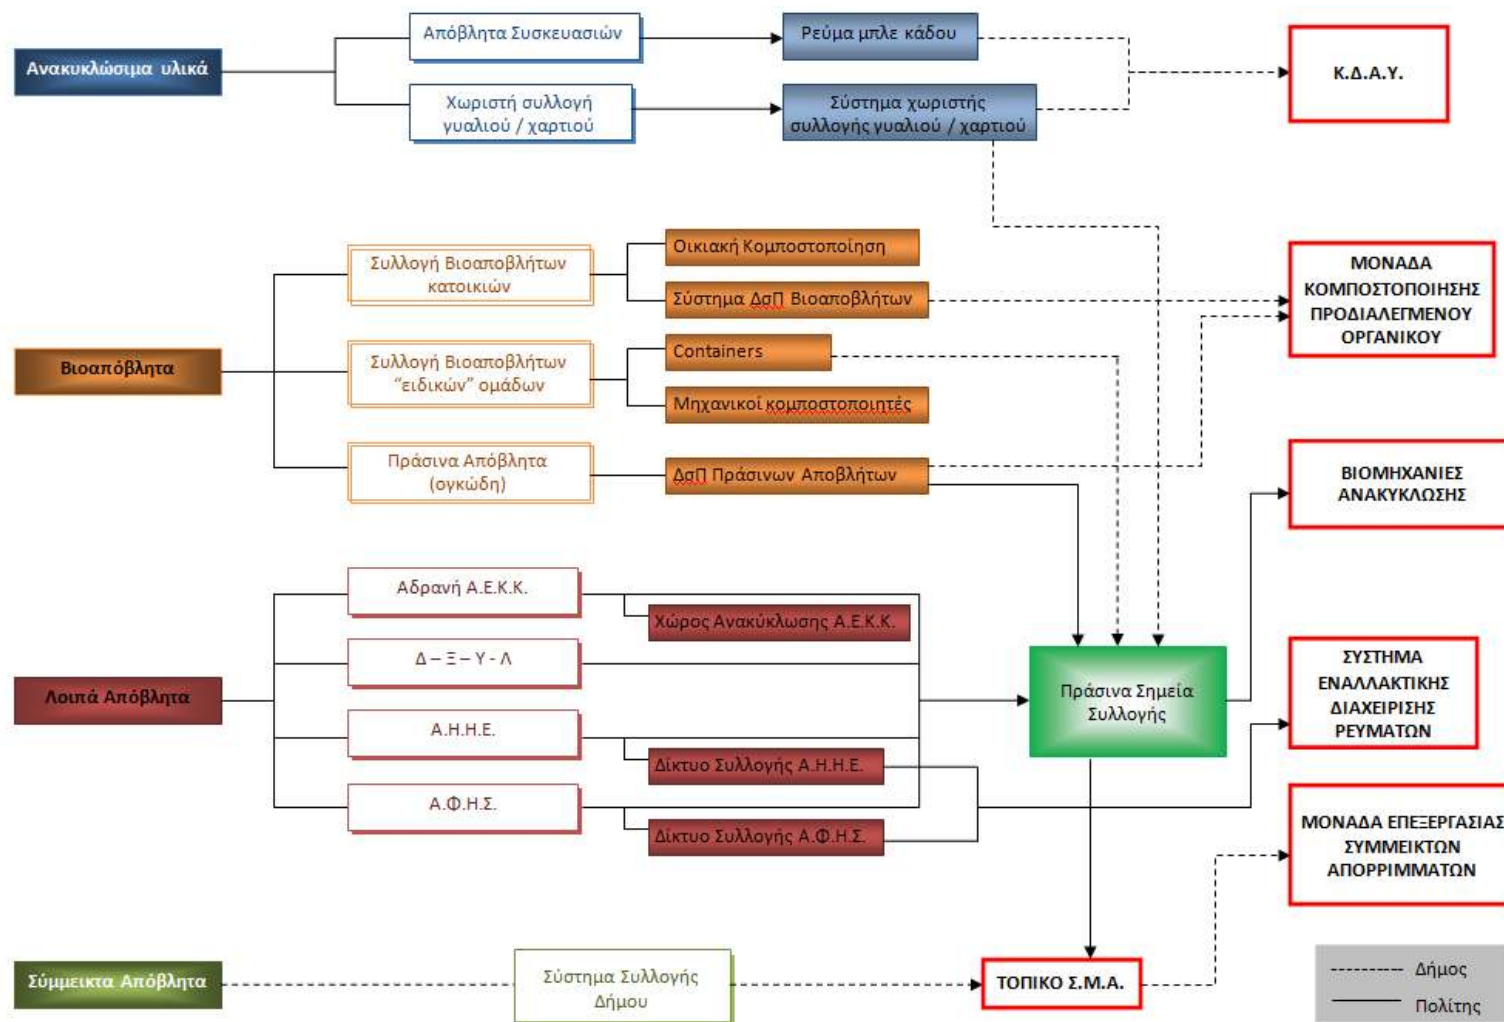 Ανακυκλώσιμα υλικά
Απόβλητα Συσκευασιών
Ρεύμα μπλε κάδου
Χωριστή συλλογή
γυαλιού / χαρτιού
Σύστημα χωριστής
συλλογής γυαλιού / χαρτιού
Κ.Δ.Α.Υ.
Βιοαπόβλητα
Συλλογή Βιοαποβλήτων
κατοικιών
Οικιακή Κομποστοποίηση
Σύστημα ΔσΠ Βιοαποβλήτων
Συλλογή Βιοαποβλήτων
“ειδικών” ομάδων
Containers
Μηχανικοί κομποστοποιητές
Πράσινα Απόβλητα
(ογκώδη)
ΔσΠ Πράσινων Αποβλήτων
ΜΟΝΑΔΑ
ΚΟΜΠΟΣΤΟΠΟΙΗΣΗΣ
ΠΡΟΔΙΑΛΕΓΜΕΝΟΥ
ΟΡΓΑΝΙΚΟΥ
ΒΙΟΜΗΧΑΝΙΕΣ
ΑΝΑΚΥΚΛΩΣΗΣ
Λοιπά Απόβλητα
Αδρανή Α.Ε.Κ.Κ.
Χώρος Ανακύκλωσης Α.Ε.Κ.Κ.
Δ – Ξ – Υ - Λ
Α.Η.Η.Ε.
Δίκτυο Συλλογής Α.Η.Η.Ε.
Α.Φ.Η.Σ.
Δίκτυο Συλλογής Α.Φ.Η.Σ.
Πράσινα Σημεία
Συλλογής
ΣΥΣΤΗΜΑ
ΕΝΑΛΛΑΚΤΙΚΗΣ
ΔΙΑΧΕΙΡΙΣΗΣ
ΡΕΥΜΑΤΩΝ
ΜΟΝΑΔΑ ΕΠΕΞΕΡΓΑΣΙΑΣ
ΣΥΜΜΕΙΚΤΩΝ
ΑΠΟΡΡΙΜΜΑΤΩΝ
Σύμμεικτα Απόβλητα
Σύστημα Συλλογής
Δήμου
ΤΟΠΙΚΟ Σ.Μ.Α.
Δήμος
Πολίτης